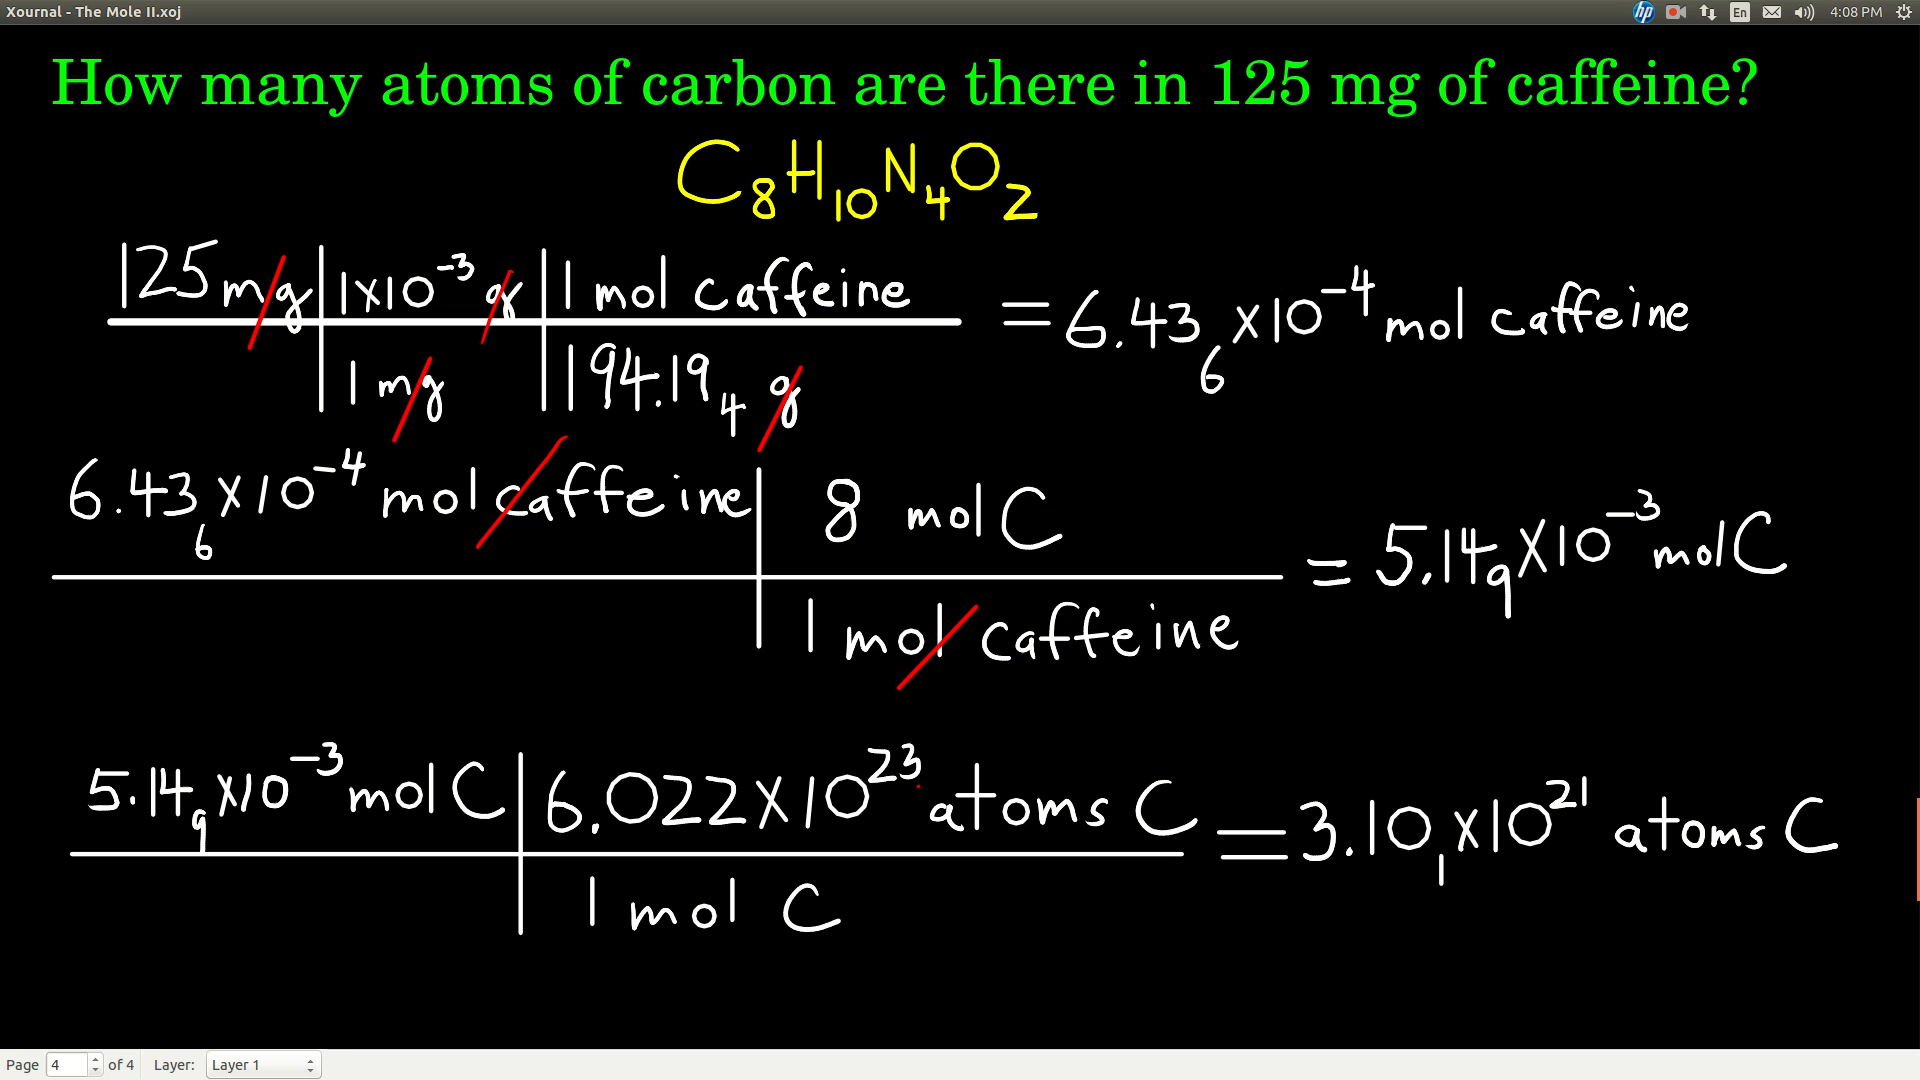 Xournal - The Mole II.xoj
hp En 4:08 PM
How many atoms of carbon are there in 125 mg of caffeine?
C₈H₁₀N₄O₂
125 mg | 1x10⁻³ g | 1 mol caffeine = 6.43₆ x10⁻⁴ mol caffeine
1 mg | 194.19₄ g
6.43₆ x10⁻⁴ mol caffeine | 8 mol C = 5.14₉ x10⁻³ mol C
1 mol caffeine
5.14₉ x10⁻³ mol C | 6.022x10²³ atoms C = 3.10₁ x10²¹ atoms C
1 mol C
Page 4 of 4 Layer: Layer 1